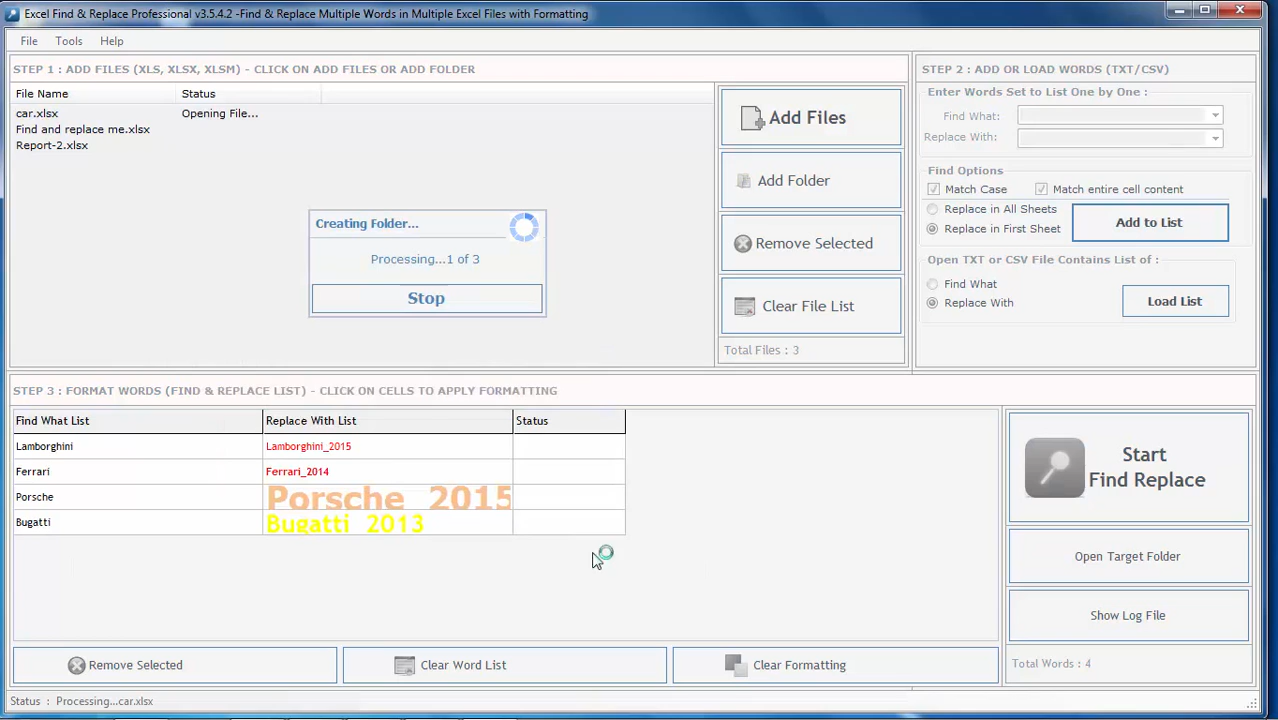 Excel Find & Replace Professional v3.5.4.2 -Find & Replace Multiple Words in Multiple Excel Files with Formatting
File Tools Help
STEP 1 : ADD FILES (XLS, XLSX, XLSM) - CLICK ON ADD FILES OR ADD FOLDER
File Name Status
car.xlsx Opening File...
Find and replace me.xlsx
Report-2.xlsx
Creating Folder...
Processing...1 of 3
Stop
Add Files
Add Folder
Remove Selected
Clear File List
Total Files : 3
STEP 2 : ADD OR LOAD WORDS (TXT/CSV)
Enter Words Set to List One by One :
Find What:
Replace With:
Find Options
Match Case Match entire cell content
Replace in All Sheets
Replace in First Sheet
Add to List
Open TXT or CSV File Contains List of :
Find What
Replace With
Load List
STEP 3 : FORMAT WORDS (FIND & REPLACE LIST) - CLICK ON CELLS TO APPLY FORMATTING
Find What List Replace With List Status
Lamborghini Lamborghini_2015
Ferrari Ferrari_2014
Porsche Porsche_2015
Bugatti Bugatti_2013
Start
Find Replace
Open Target Folder
Show Log File
Remove Selected Clear Word List Clear Formatting
Total Words : 4
Status : Processing...car.xlsx